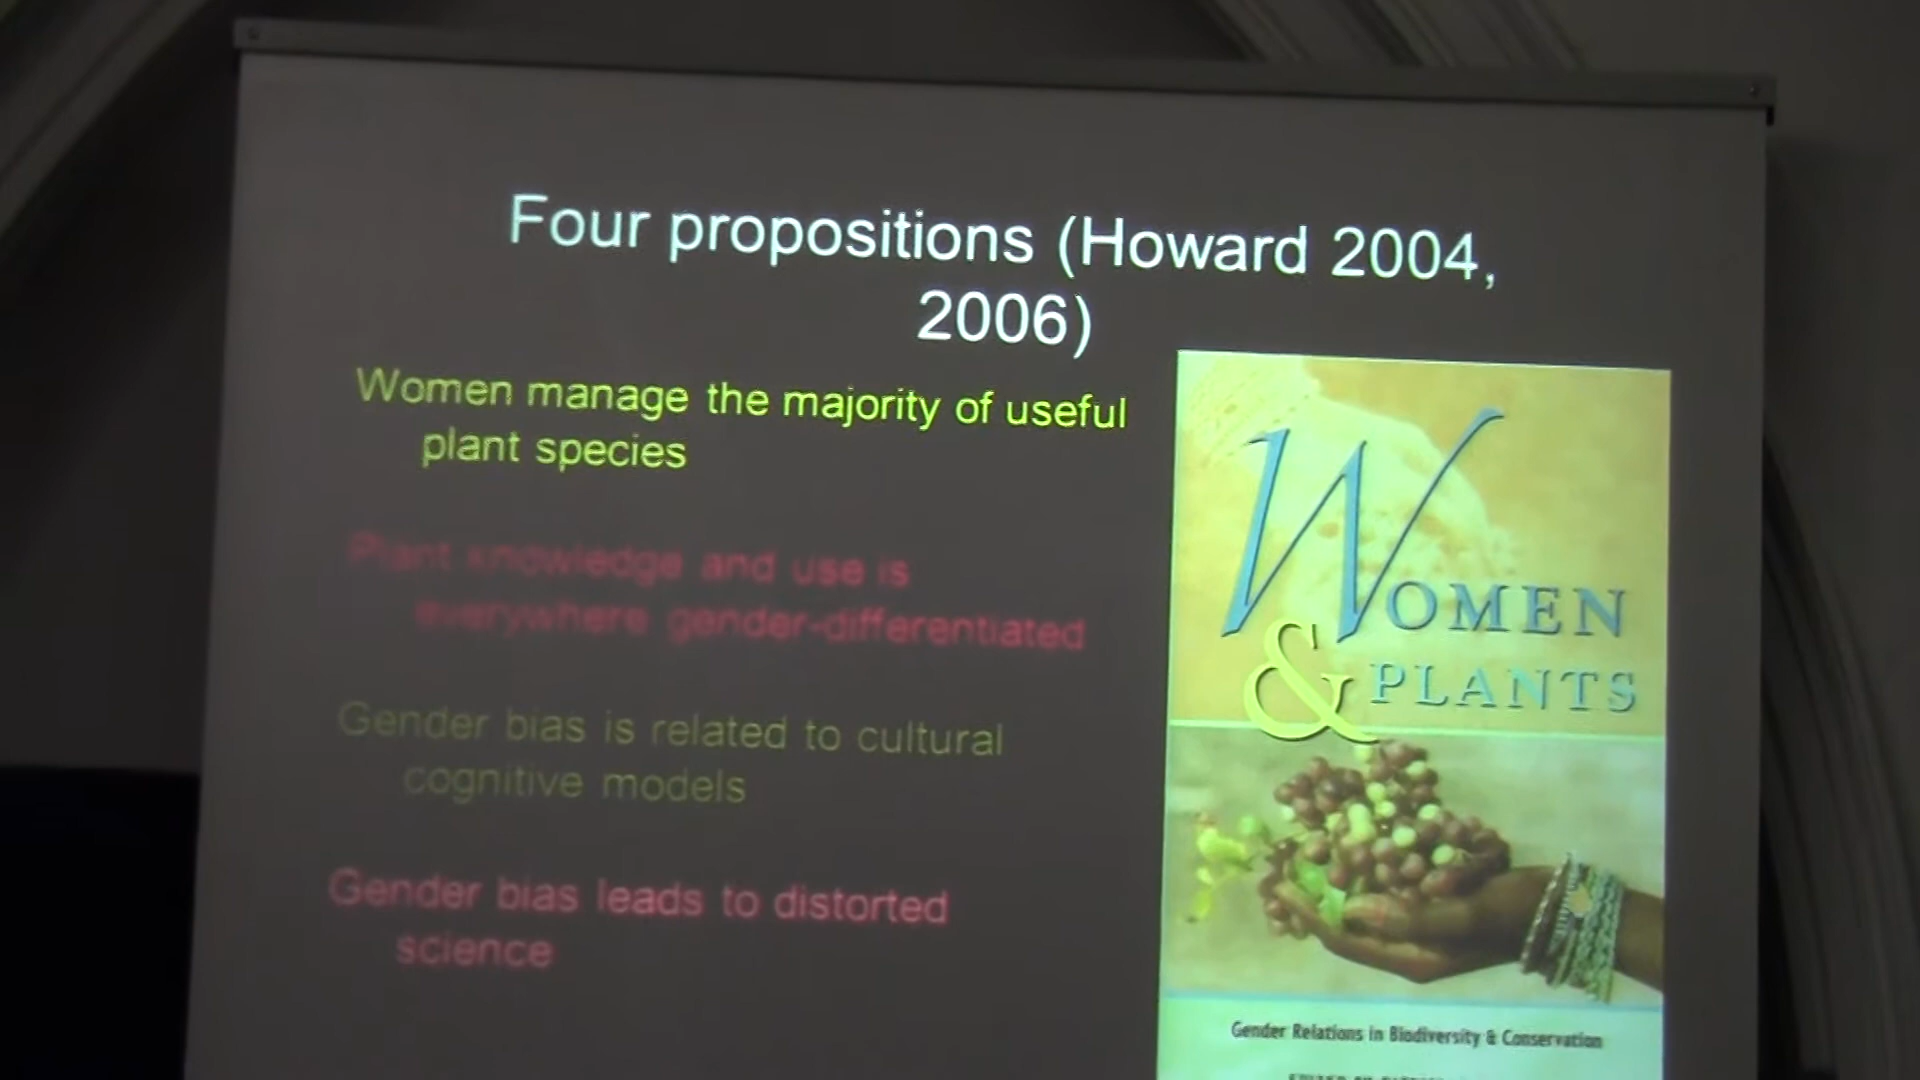 Four propositions (Howard 2004,
2006)
Women manage the majority of useful
plant species
Plant knowledge and use is
everywhere gender-differentiated
Gender bias is related to cultural
cognitive models
Gender bias leads to distorted
science
WOMEN
& PLANTS
Gender Relations in Biodiversity & Conservation